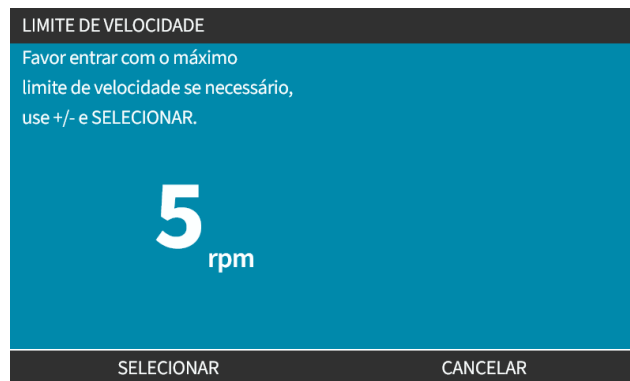 LIMITE DE VELOCIDADE
Favor entrar com o máximo
limite de velocidade se necessário,
use +/- e SELECIONAR.
5 rpm
SELECIONAR CANCELAR